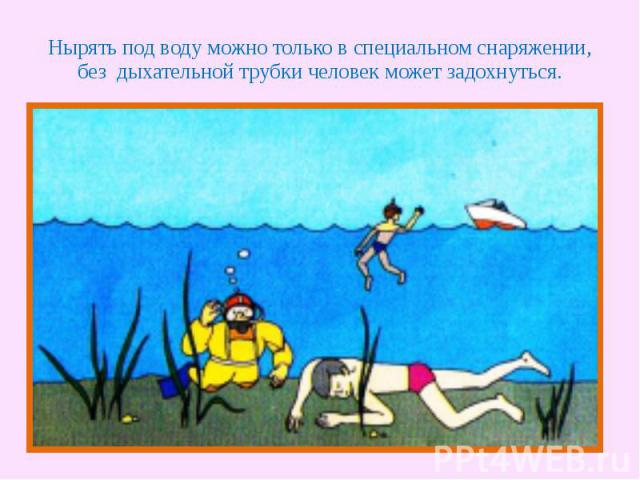 Нырять под воду можно только в специальном снаряжении,
без  дыхательной трубки человек может задохнуться.
PPt4WEB.ru